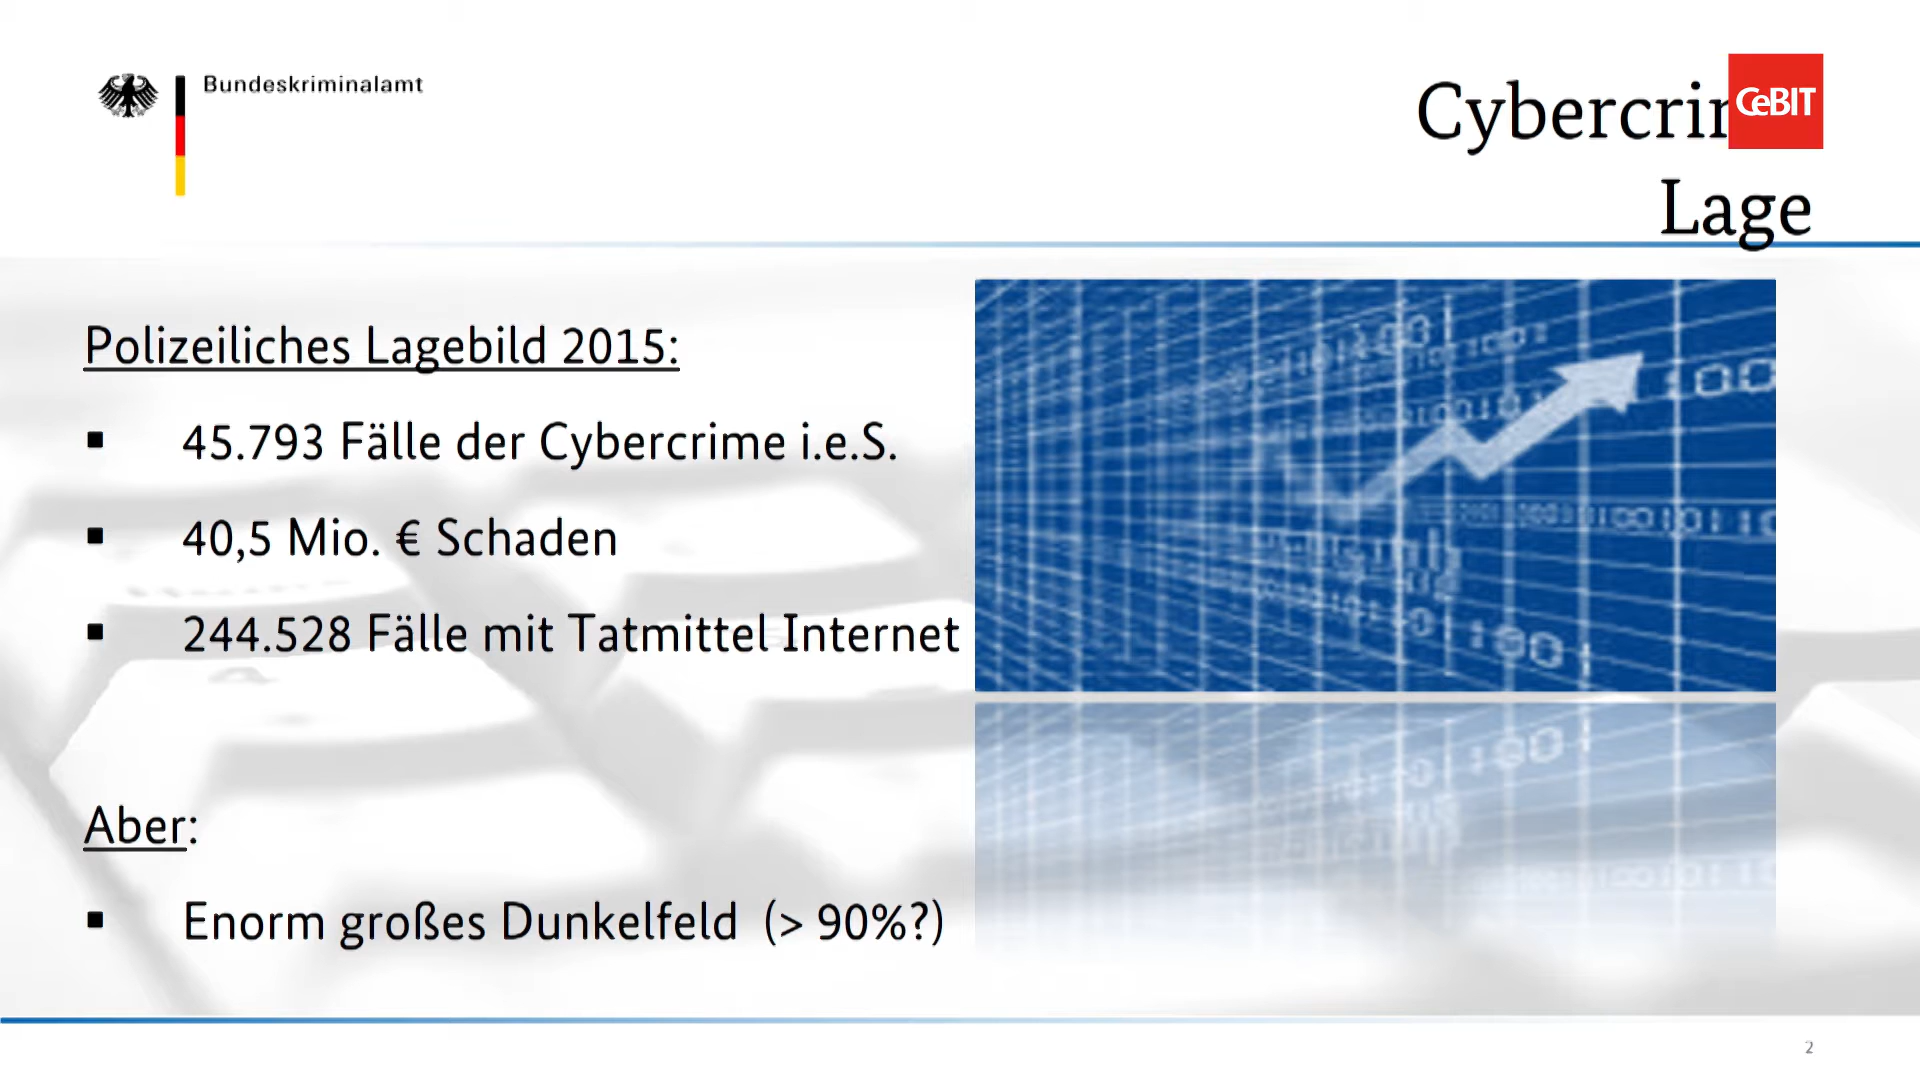 Bundeskriminalamt
CeBIT
Lage
Polizeiliches Lagebild 2015:
▪ 45.793 Fälle der Cybercrime i.e.S.
▪ 40,5 Mio. € Schaden
▪ 244.528 Fälle mit Tatmittel Internet
Aber:
▪ Enorm großes Dunkelfeld (> 90%?)
2